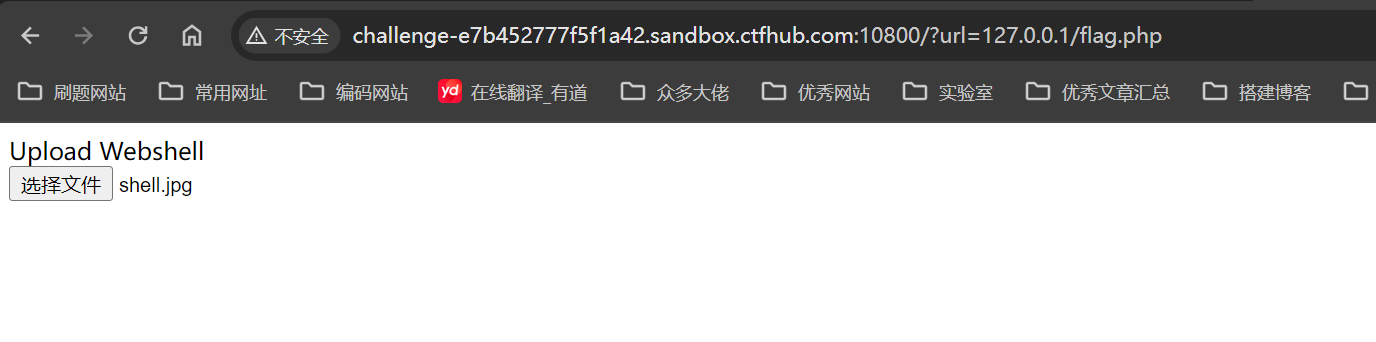 不安全 challenge-e7b452777f5f1a42.sandbox.ctfhub.com:10800/?url=127.0.0.1/flag.php
刷题网站 常用网址 编码网站 yd 在线翻译_有道 众多大佬 优秀网站 实验室 优秀文章汇总 搭建博客
Upload Webshell
选择文件 shell.jpg